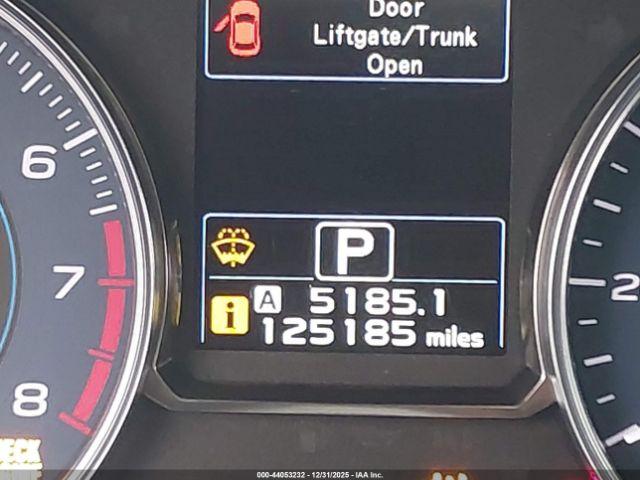 Door
Liftgate/Trunk
Open
6
7
8
P
i A 5185.1
125185 miles
2
000-44053232 - 12/31/2025 - IAA Inc.